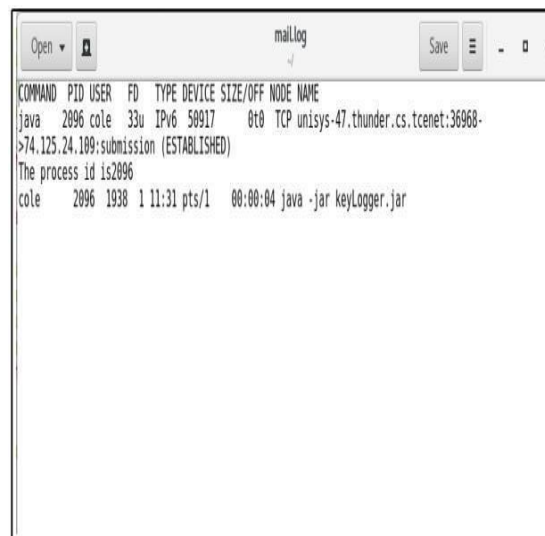 Open
mail.log
~/
Save
COMMAND PID USER FD TYPE DEVICE SIZE/OFF NODE NAME
java 2096 cole 33u IPv6 50917 0t0 TCP unisys-47.thunder.cs.tcenet:36968-
>74.125.24.109:submission (ESTABLISHED)
The process id is2096
cole 2096 1938 1 11:31 pts/1 00:00:04 java -jar keyLogger.jar